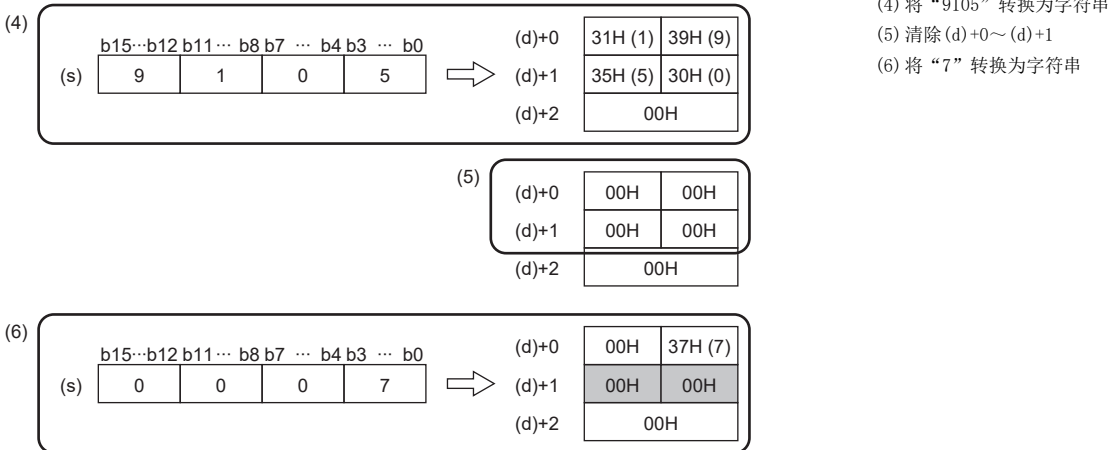 (4) 将“9105”转换为字符串
(5) 清除(d)+0～(d)+1
(6) 将“7”转换为字符串
(4)
b15···b12 b11 ··· b8 b7 ··· b4 b3 ··· b0
(s) 9 1 0 5
(d)+0 31H (1) 39H (9)
(d)+1 35H (5) 30H (0)
(d)+2 00H
(5)
(d)+0 00H 00H
(d)+1 00H 00H
(d)+2 00H
(6)
b15···b12 b11 ··· b8 b7 ··· b4 b3 ··· b0
(s) 0 0 0 7
(d)+0 00H 37H (7)
(d)+1 00H 00H
(d)+2 00H